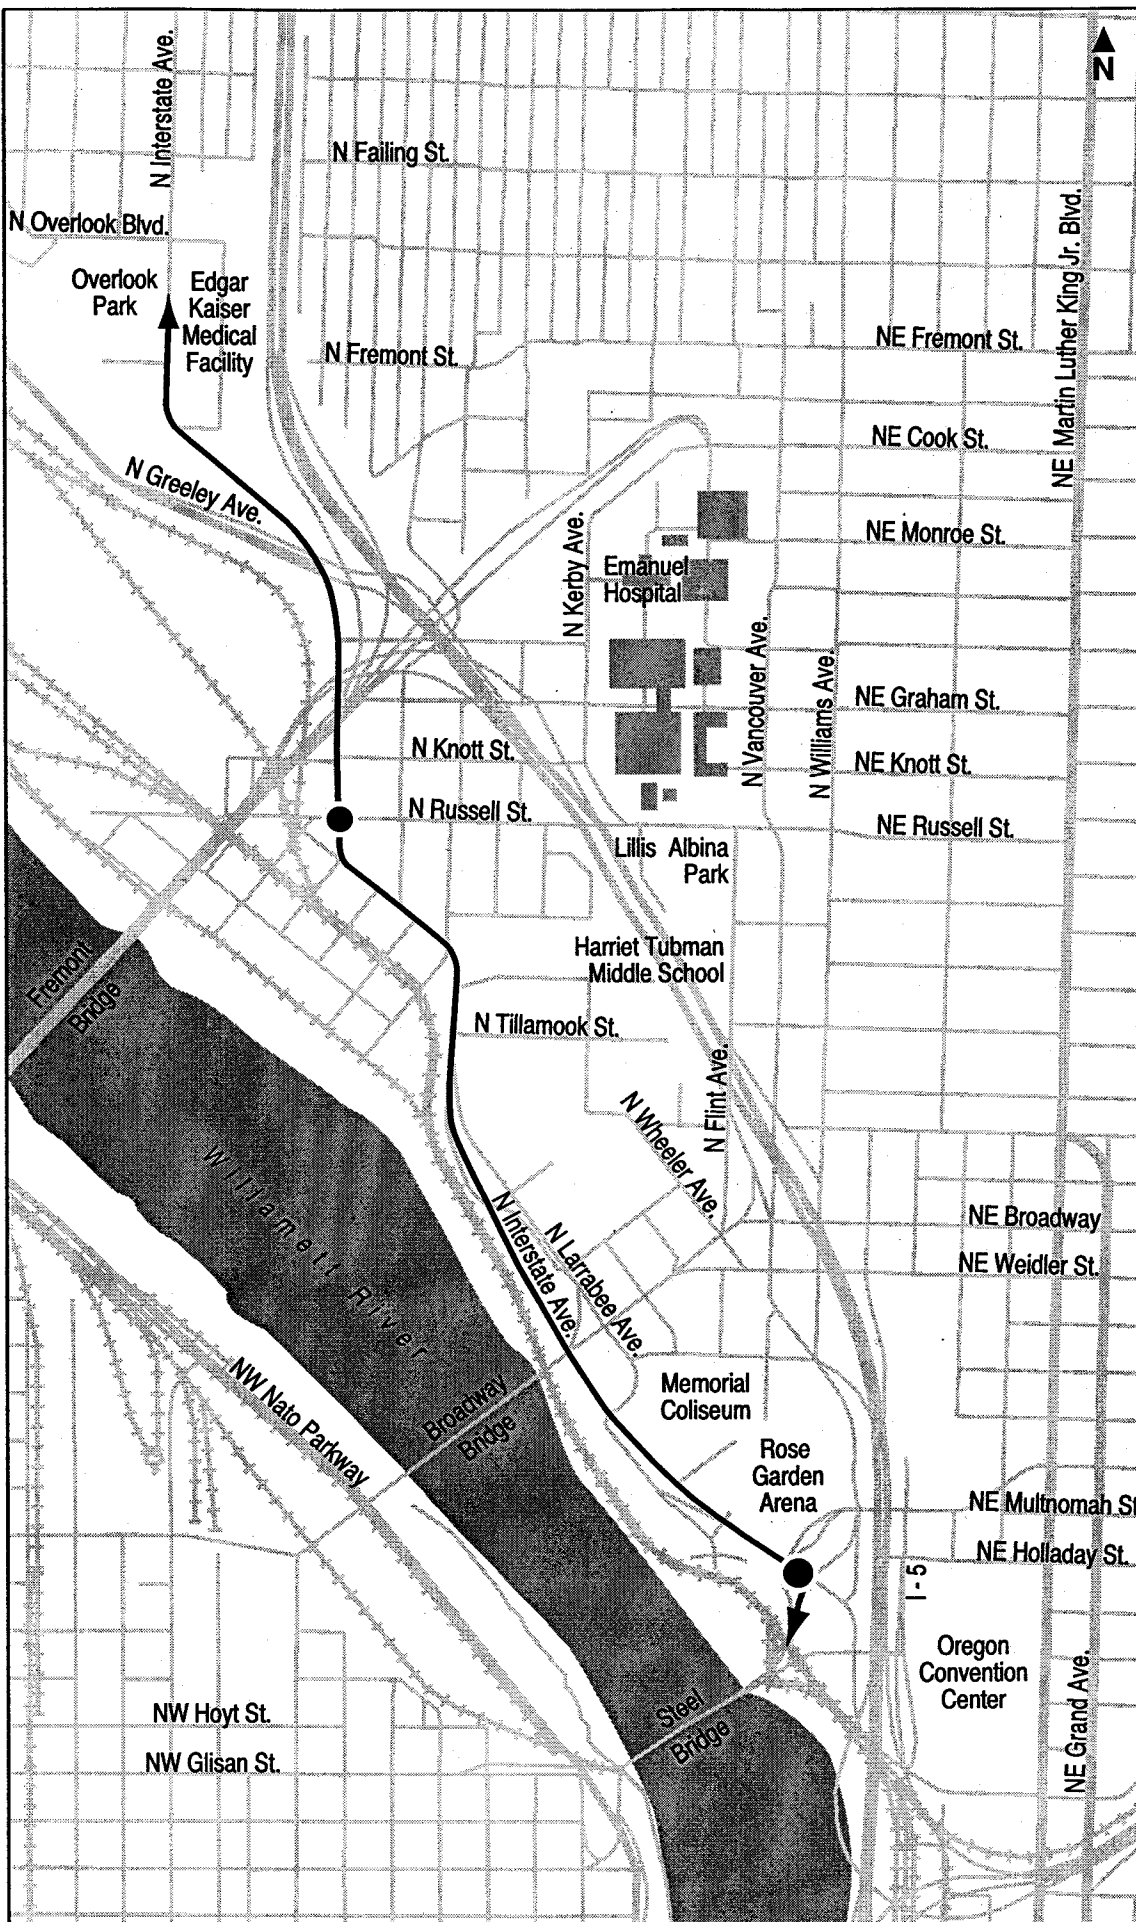 N
N Interstate Ave.
N Failing St.
N Overlook Blvd.
NE Martin Luther King Jr. Blvd.
Overlook
Park
Edgar
Kaiser
Medical
Facility
NE Fremont St.
N Fremont St.
NE Cook St.
N Greeley Ave.
NE Monroe St.
N Kerby Ave.
Emanuel
Hospital
N Vancouver Ave.
N Williams Ave.
NE Graham St.
N Knott St.
NE Knott St.
N Russell St.
NE Russell St.
Lillis Albina
Park
Fremont
Bridge
Harriet Tubman
Middle School
N Tillamook St.
N Flint Ave.
N Wheeler Ave.
Willamett River
N Interstate Ave.
N Larrabee Ave.
NE Broadway
NE Weidler St.
NW Nato Parkway
Broadway
Bridge
Memorial
Coliseum
Rose
Garden
Arena
NE Multnomah St
NE Holladay St.
I-5
Oregon
Convention
Center
NE Grand Ave.
Steel
Bridge
NW Hoyt St.
NW Glisan St.